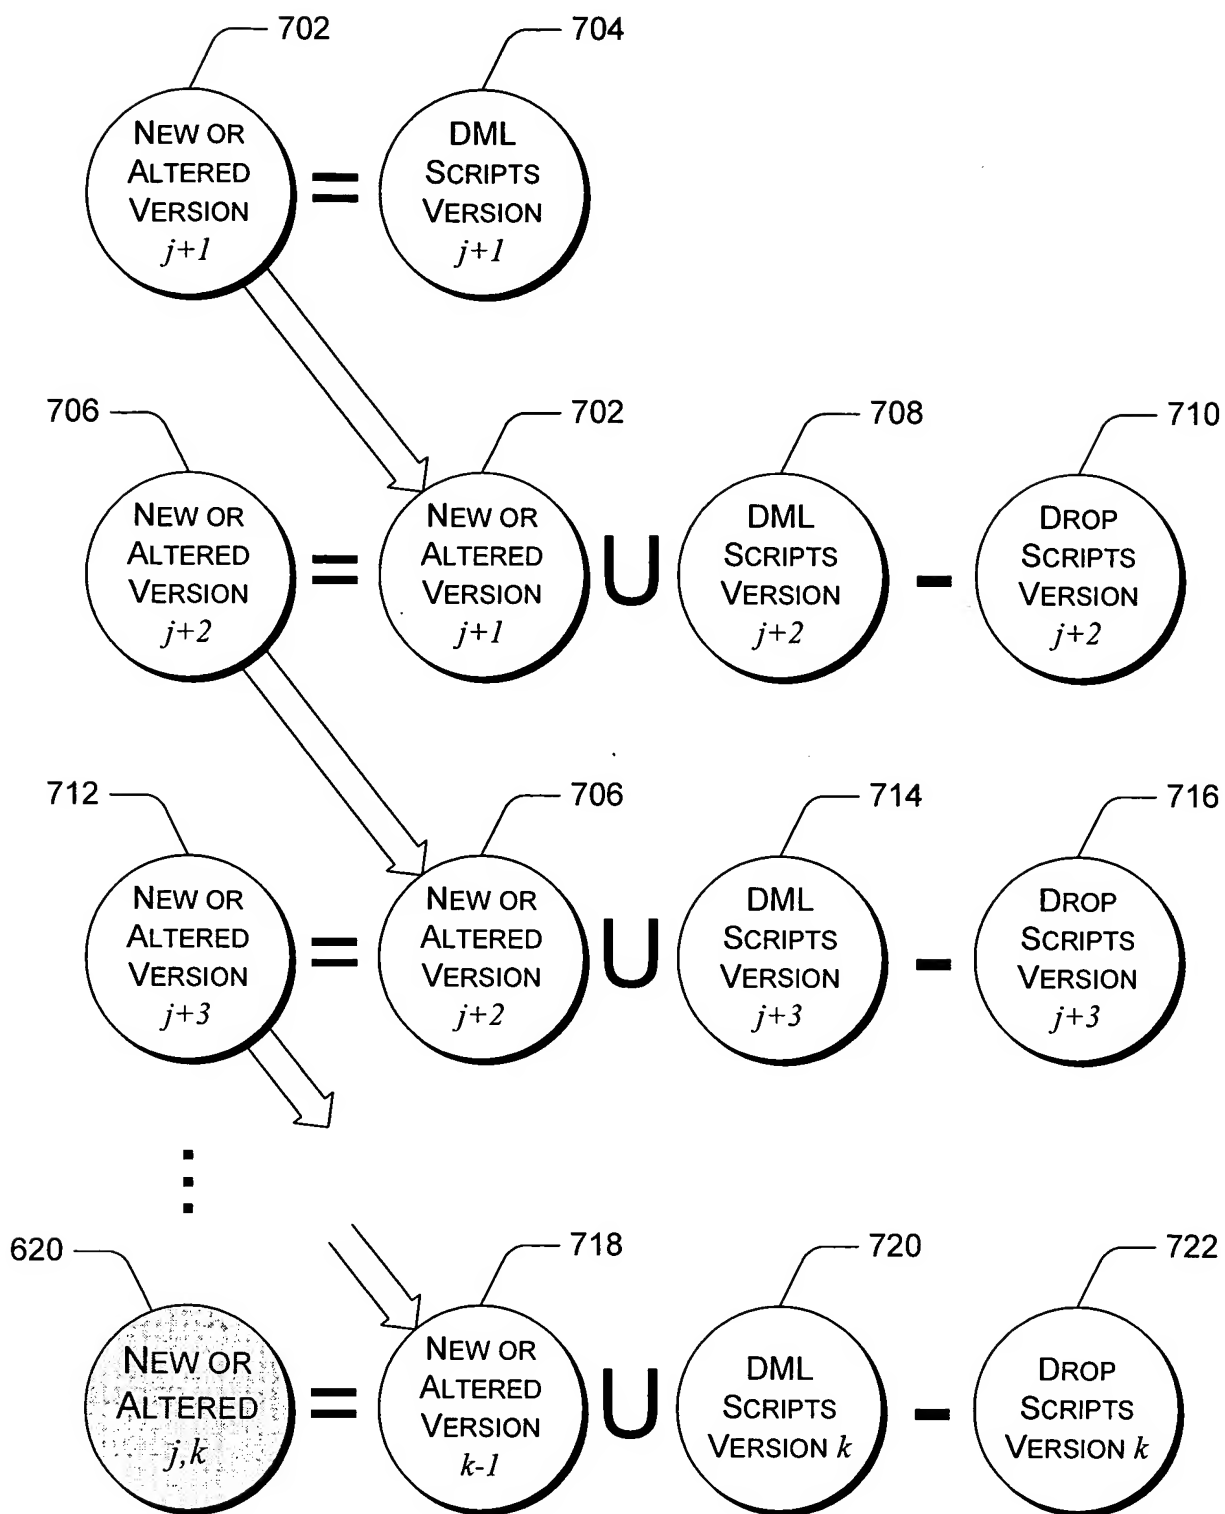 702
704
NEW OR
ALTERED
VERSION
j+1
=
DML
SCRIPTS
VERSION
j+1
706
702
708
710
NEW OR
ALTERED
VERSION
j+2
=
NEW OR
ALTERED
VERSION
j+1
U
DML
SCRIPTS
VERSION
j+2
-
DROP
SCRIPTS
VERSION
j+2
712
706
714
716
NEW OR
ALTERED
VERSION
j+3
=
NEW OR
ALTERED
VERSION
j+2
U
DML
SCRIPTS
VERSION
j+3
-
DROP
SCRIPTS
VERSION
j+3
⋮
620
718
720
722
NEW OR
ALTERED
j,k
=
NEW OR
ALTERED
VERSION
k-1
U
DML
SCRIPTS
VERSION k
-
DROP
SCRIPTS
VERSION k